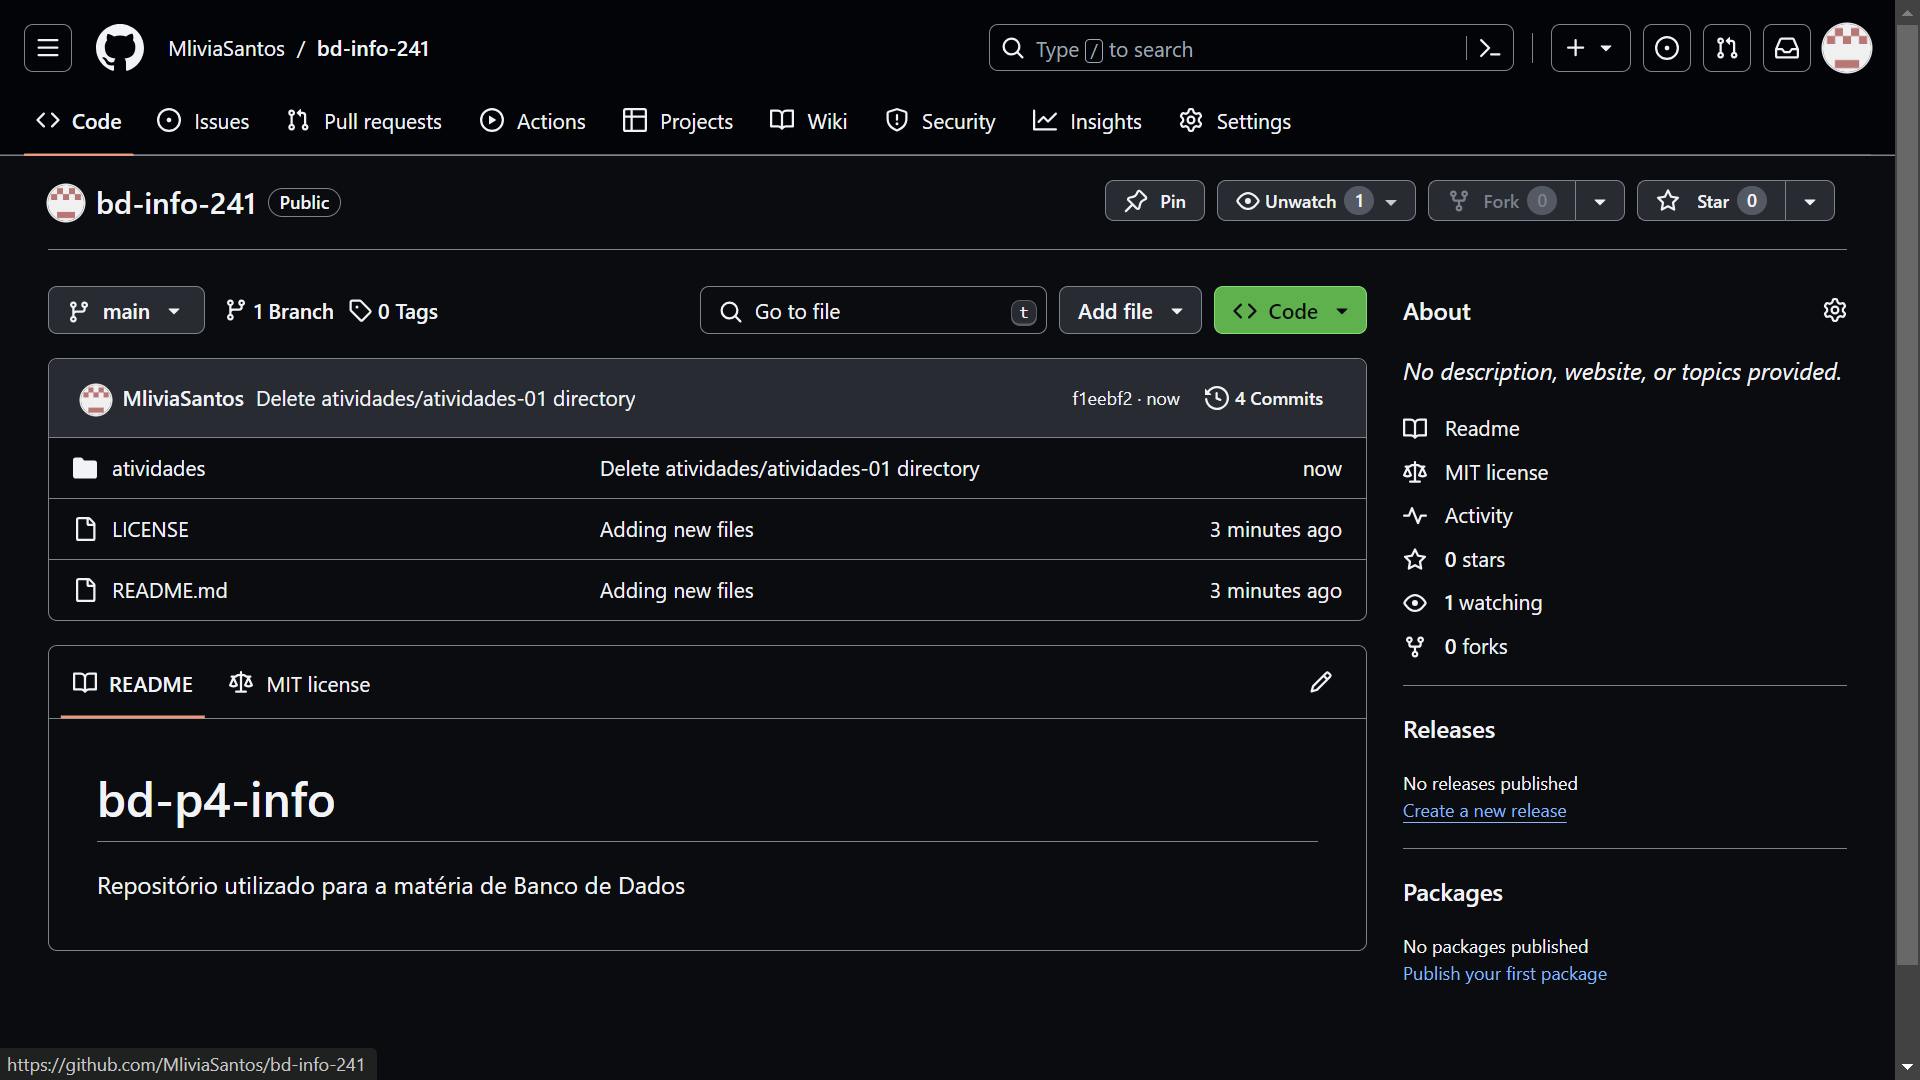 MliviaSantos / bd-info-241
Type / to search
Code Issues Pull requests Actions Projects Wiki Security Insights Settings
bd-info-241 Public
Pin Unwatch 1 Fork 0 Star 0
main 1 Branch 0 Tags Go to file t Add file Code
MliviaSantos Delete atividades/atividades-01 directory f1eebf2 · now 4 Commits
atividades Delete atividades/atividades-01 directory now
LICENSE Adding new files 3 minutes ago
README.md Adding new files 3 minutes ago
README MIT license
bd-p4-info
Repositório utilizado para a matéria de Banco de Dados
About
No description, website, or topics provided.
Readme
MIT license
Activity
0 stars
1 watching
0 forks
Releases
No releases published
Create a new release
Packages
No packages published
Publish your first package
https://github.com/MliviaSantos/bd-info-241